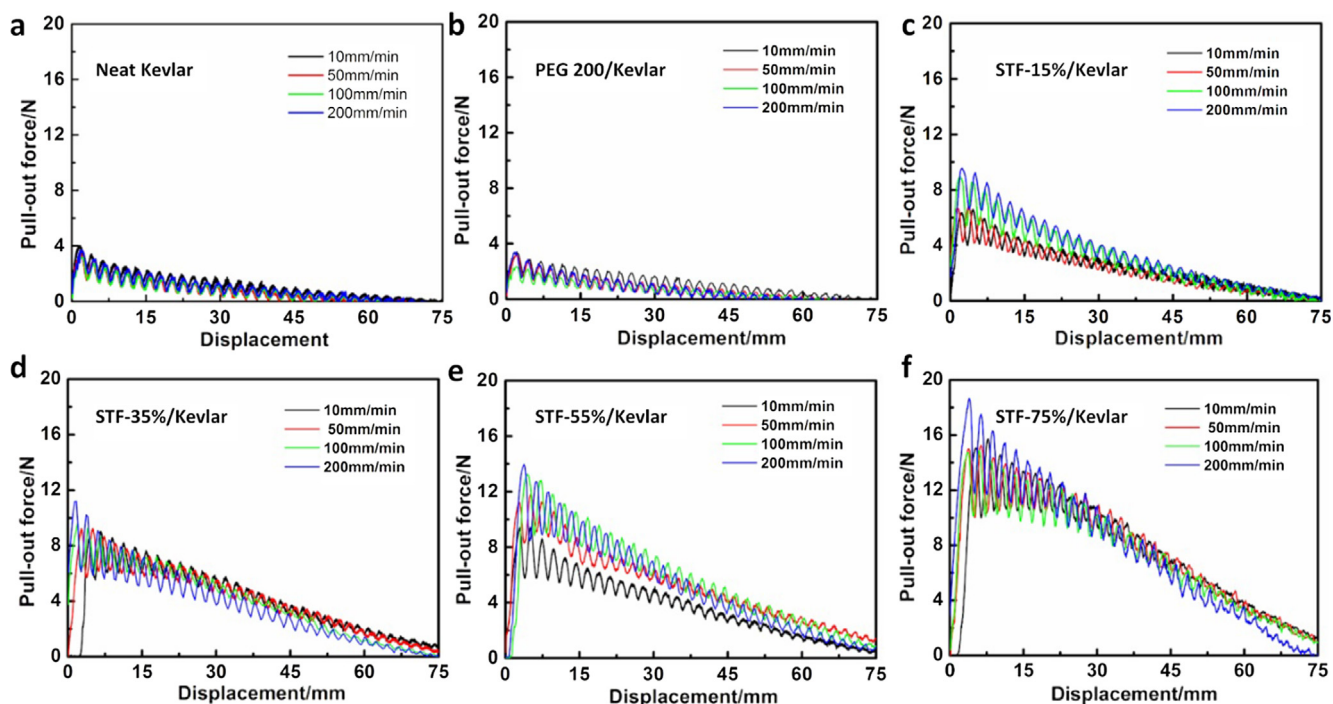 a
Neat Kevlar
10mm/min
50mm/min
100mm/min
200mm/min
Pull-out force/N
20
16
12
8
4
0
0 15 30 45 60 75
Displacement
b
PEG 200/Kevlar
10mm/min
50mm/min
100mm/min
200mm/min
Pull-out force/N
20
16
12
8
4
0
0 15 30 45 60 75
Displacement/mm
c
STF-15%/Kevlar
10mm/min
50mm/min
100mm/min
200mm/min
Pull-out force/N
20
16
12
8
4
0
0 15 30 45 60 75
Displacement/mm
d
STF-35%/Kevlar
10mm/min
50mm/min
100mm/min
200mm/min
Pull-out force/N
20
16
12
8
4
0
0 15 30 45 60 75
Displacement/mm
e
STF-55%/Kevlar
10mm/min
50mm/min
100mm/min
200mm/min
Pull-out force/N
20
16
12
8
4
0
0 15 30 45 60 75
Displacement/mm
f
STF-75%/Kevlar
10mm/min
50mm/min
100mm/min
200mm/min
Pull-out force/N
20
16
12
8
4
0
0 15 30 45 60 75
Displacement/mm